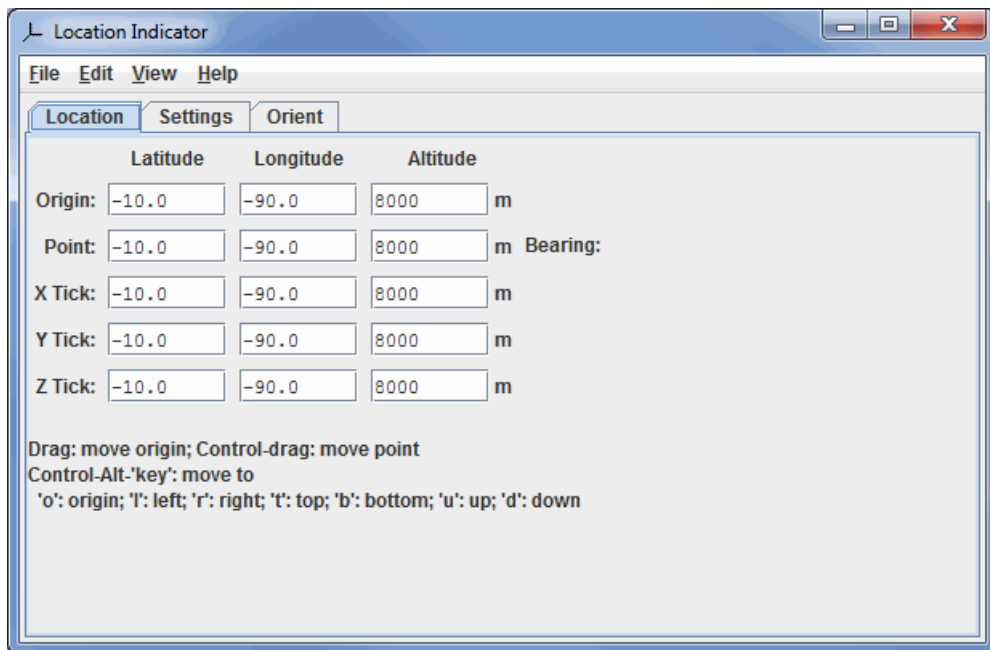 Location Indicator
File Edit View Help
Location Settings Orient
Latitude Longitude Altitude
Origin: -10.0 -90.0 8000 m
Point: -10.0 -90.0 8000 m Bearing:
X Tick: -10.0 -90.0 8000 m
Y Tick: -10.0 -90.0 8000 m
Z Tick: -10.0 -90.0 8000 m
Drag: move origin; Control-drag: move point
Control-Alt-'key': move to
'o': origin; 'l': left; 'r': right; 't': top; 'b': bottom; 'u': up; 'd': down